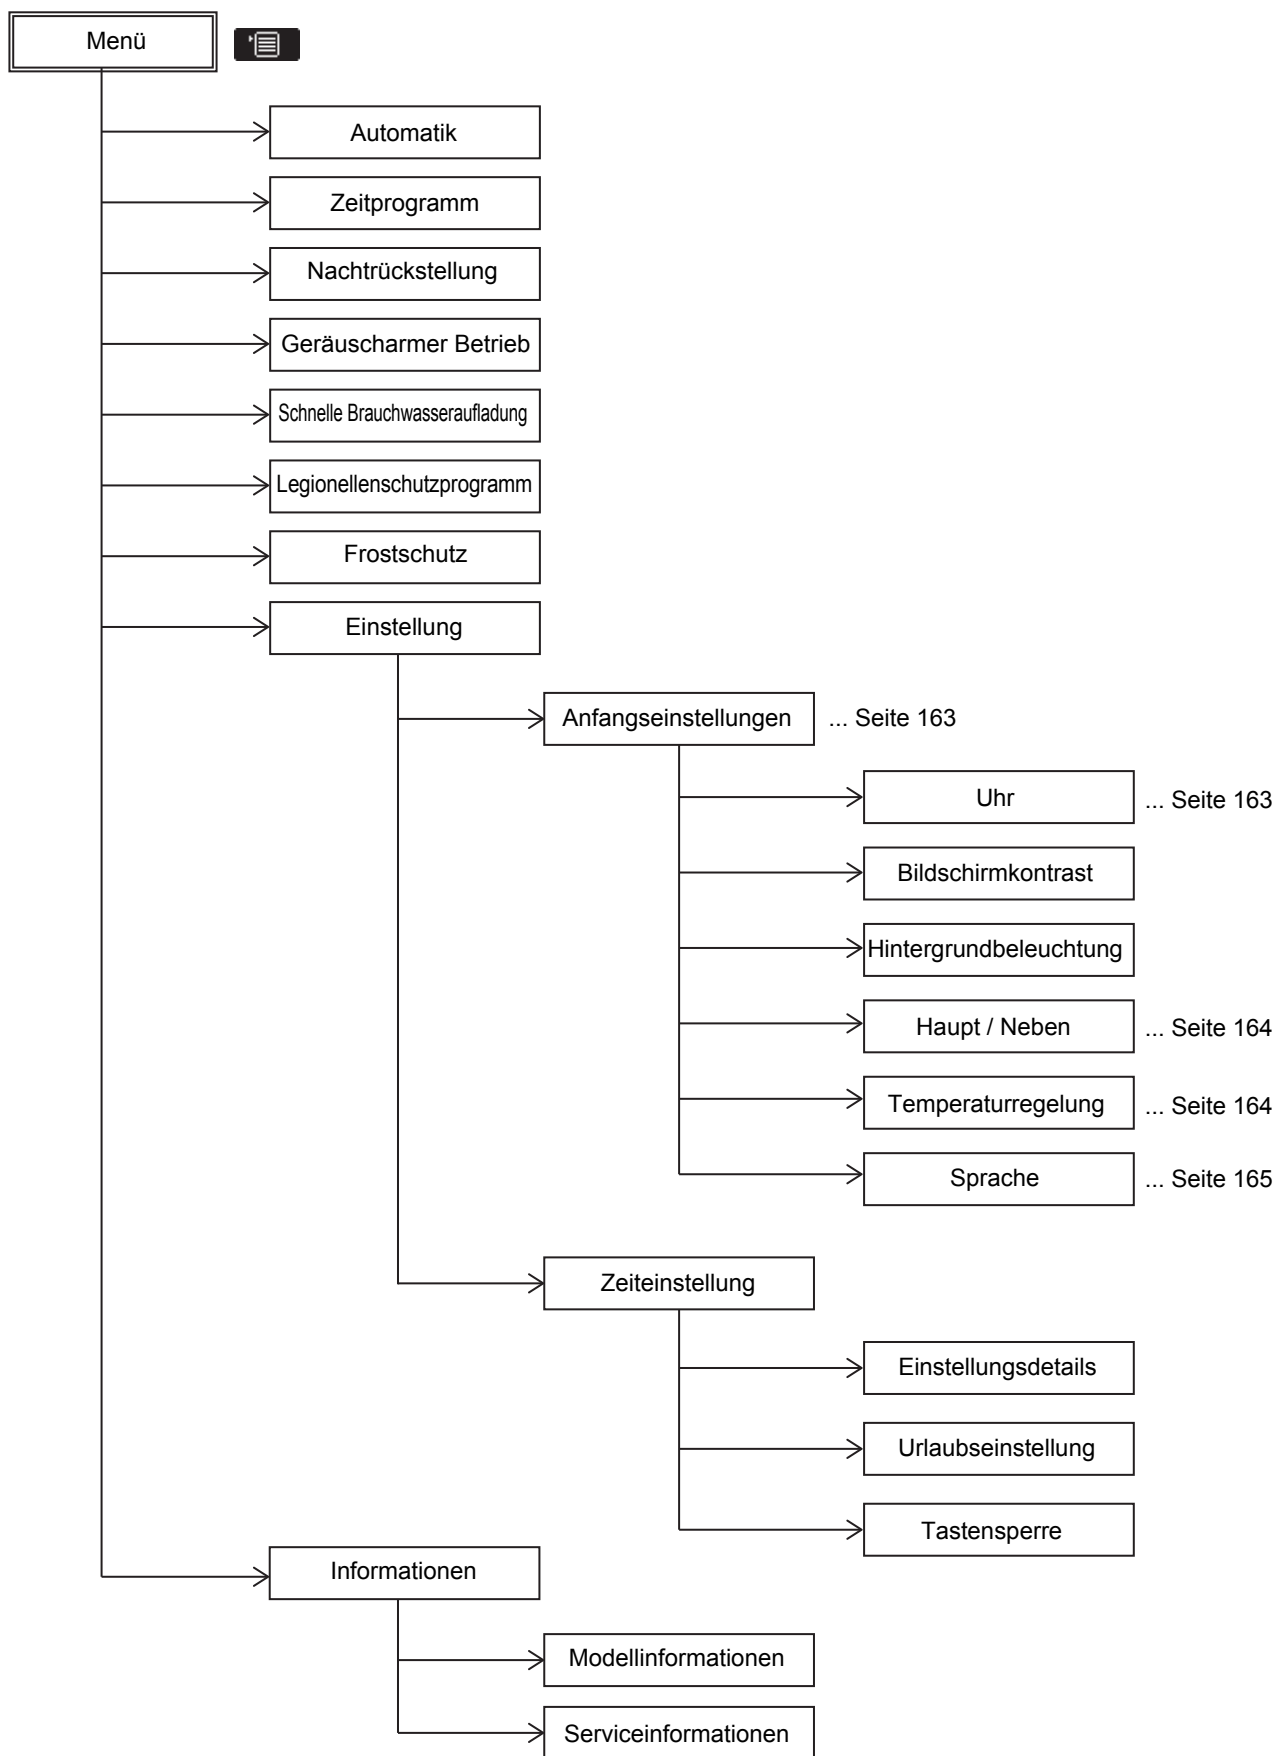 Menü
Automatik
Zeitprogramm
Nachtrückstellung
Geräuscharmer Betrieb
Schnelle Brauchwasseraufladung
Legionellenschutzprogramm
Frostschutz
Einstellung
Anfangseinstellungen ... Seite 163
Uhr ... Seite 163
Bildschirmkontrast
Hintergrundbeleuchtung
Haupt / Neben ... Seite 164
Temperaturregelung ... Seite 164
Sprache ... Seite 165
Zeiteinstellung
Einstellungsdetails
Urlaubseinstellung
Tastensperre
Informationen
Modellinformationen
Serviceinformationen